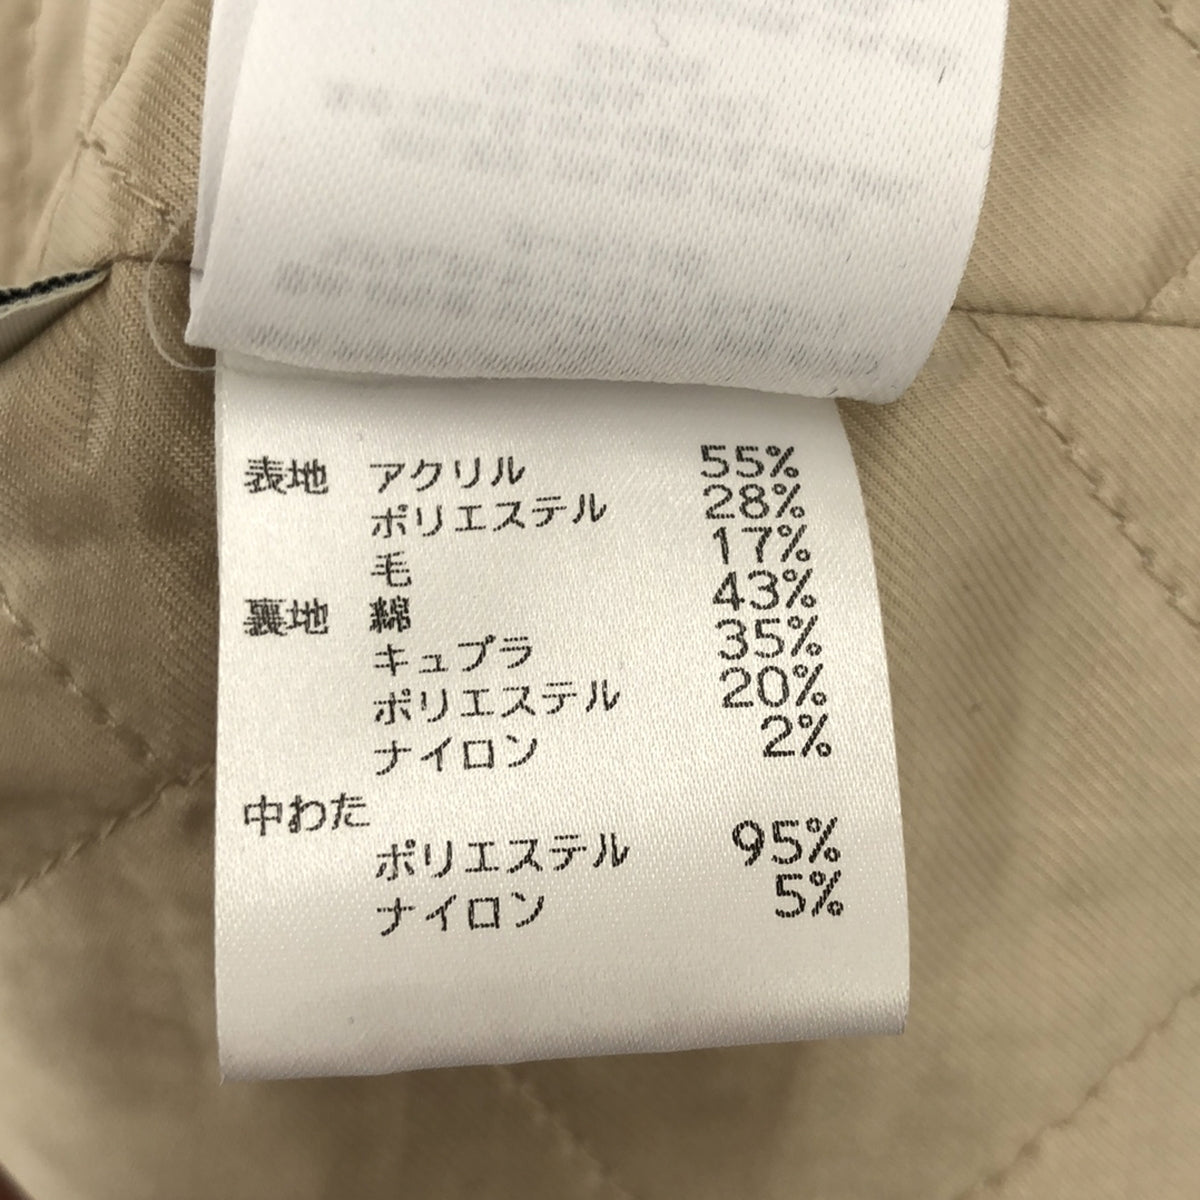 表地 アクリル 55%
ポリエステル 28%
毛 17%
裏地 綿 43%
キュプラ 35%
ポリエステル 20%
ナイロン 2%
中わた
ポリエステル 95%
ナイロン 5%